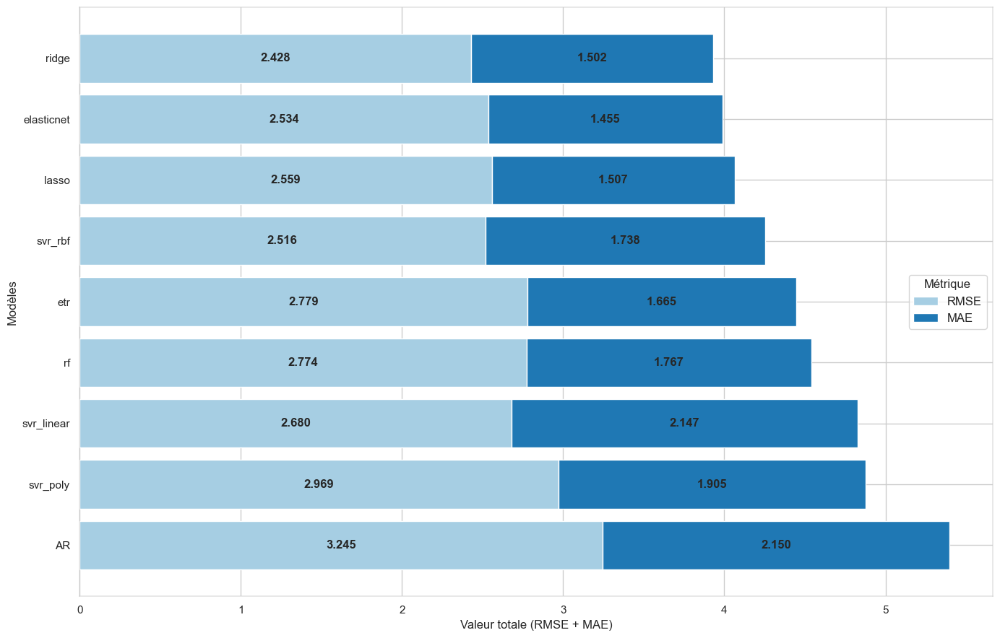 ridge 2.428 1.502
elasticnet 2.534 1.455
lasso 2.559 1.507
svr_rbf 2.516 1.738
etr 2.779 1.665
rf 2.774 1.767
svr_linear 2.680 2.147
svr_poly 2.969 1.905
AR 3.245 2.150
Modèles
Métrique
RMSE
MAE
0 1 2 3 4 5
Valeur totale (RMSE + MAE)